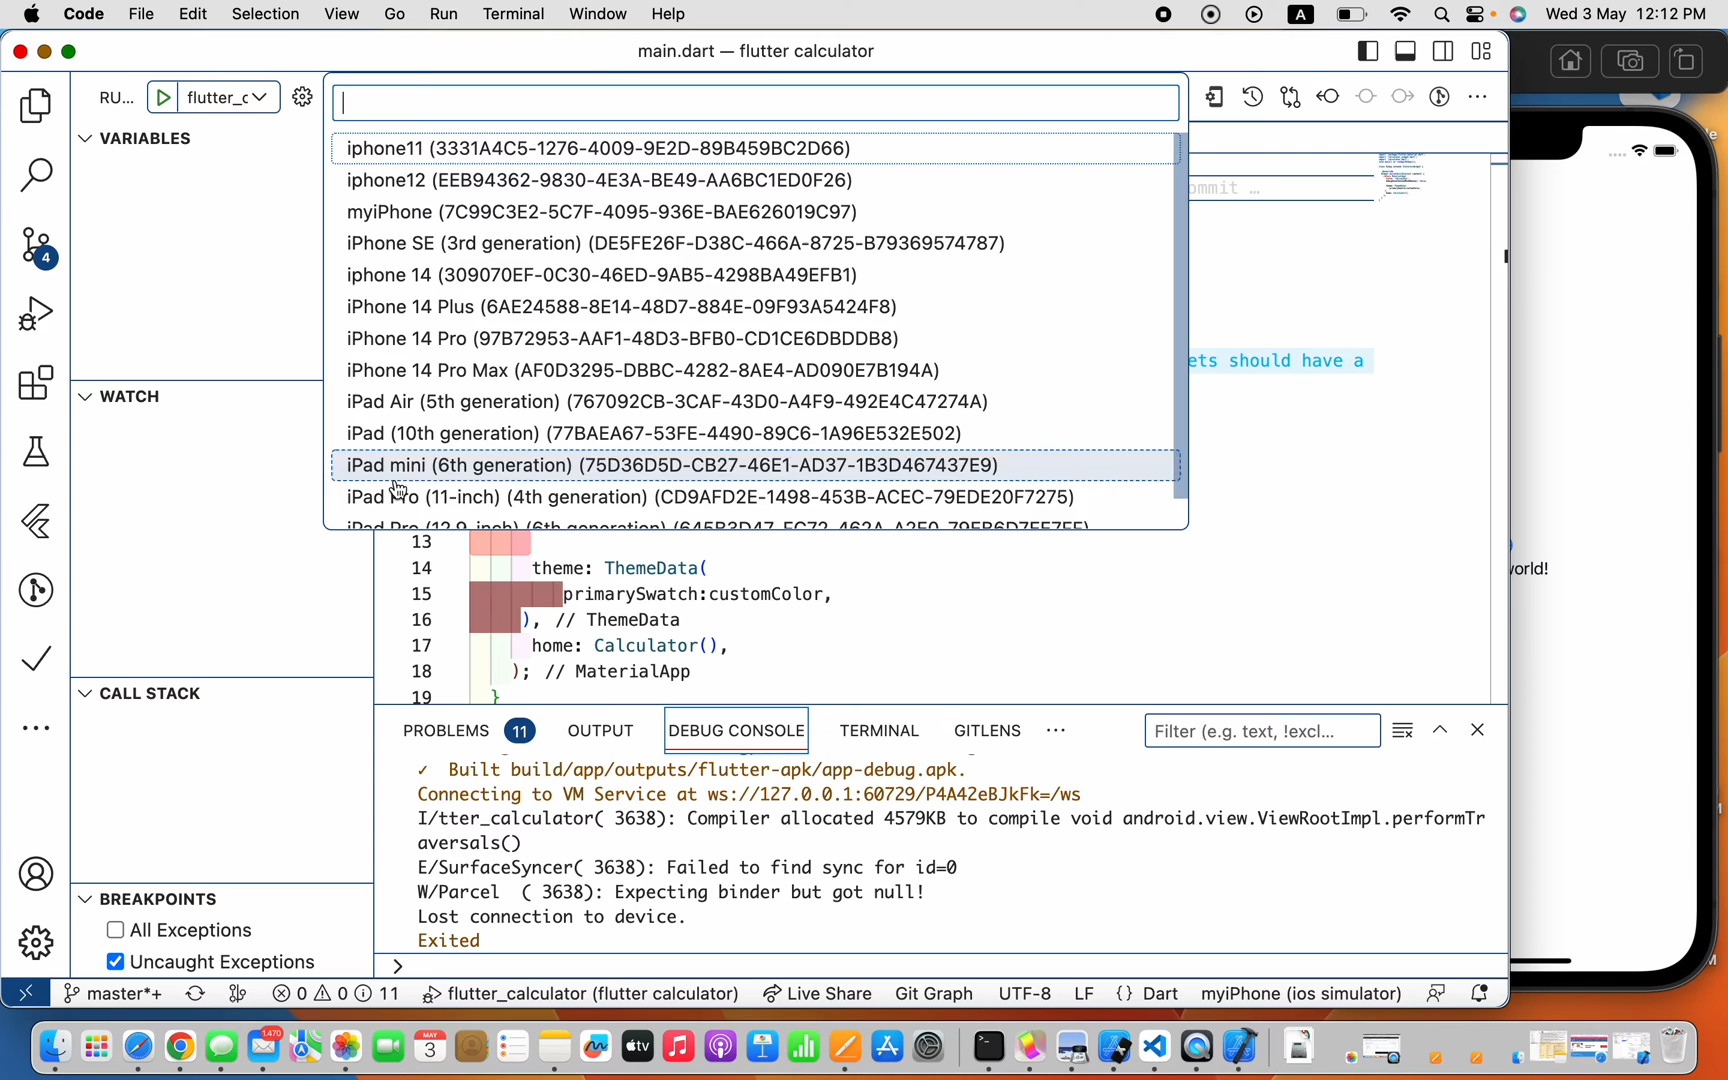 Code File Edit Selection View Go Run Terminal Window Help A Wed 3 May 12:12 PM
main.dart — flutter calculator
RU... flutter_c
VARIABLES
iphone11 (3331A4C5-1276-4009-9E2D-89B459BC2D66)
iphone12 (EEB94362-9830-4E3A-BE49-AA6BC1ED0F26)
ommit ...
myiPhone (7C99C3E2-5C7F-4095-936E-BAE626019C97)
iPhone SE (3rd generation) (DE5FE26F-D38C-466A-8725-B79369574787)
4
iphone 14 (309070EF-0C30-46ED-9AB5-4298BA49EFB1)
iPhone 14 Plus (6AE24588-8E14-48D7-884E-09F93A5424F8)
iPhone 14 Pro (97B72953-AAF1-48D3-BFB0-CD1CE6DBDDB8)
ets should have a
iPhone 14 Pro Max (AF0D3295-DBBC-4282-8AE4-AD090E7B194A)
WATCH
iPad Air (5th generation) (767092CB-3CAF-43D0-A4F9-492E4C47274A)
iPad (10th generation) (77BAEA67-53FE-4490-89C6-1A96E532E502)
iPad mini (6th generation) (75D36D5D-CB27-46E1-AD37-1B3D467437E9)
iPad Pro (11-inch) (4th generation) (CD9AFD2E-1498-453B-ACEC-79EDE20F7275)
13
14 theme: ThemeData(
orld!
15 primarySwatch:customColor,
16 ), // ThemeData
17 home: Calculator(),
18 ); // MaterialApp
19 }
CALL STACK
PROBLEMS 11 OUTPUT DEBUG CONSOLE TERMINAL GITLENS ... Filter (e.g. text, !excl...
✓ Built build/app/outputs/flutter-apk/app-debug.apk.
Connecting to VM Service at ws://127.0.0.1:60729/P4A42eBJkFk=/ws
I/tter_calculator( 3638): Compiler allocated 4579KB to compile void android.view.ViewRootImpl.performTr
aversals()
E/SurfaceSyncer( 3638): Failed to find sync for id=0
W/Parcel ( 3638): Expecting binder but got null!
Lost connection to device.
Exited
BREAKPOINTS
All Exceptions
Uncaught Exceptions
master*+ 0 0 11 flutter_calculator (flutter calculator) Live Share Git Graph UTF-8 LF {} Dart myiPhone (ios simulator)
1,470
MAY
3
tv